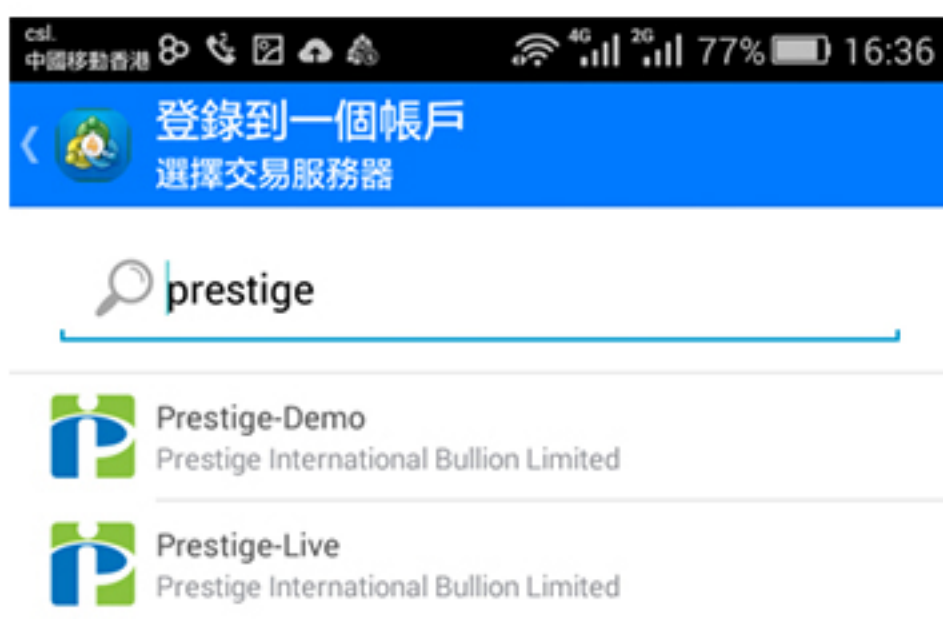 csl.
中國移動香港 4G 2G 77% 16:36
登錄到一個帳戶
選擇交易服務器
prestige
Prestige-Demo
Prestige International Bullion Limited
Prestige-Live
Prestige International Bullion Limited